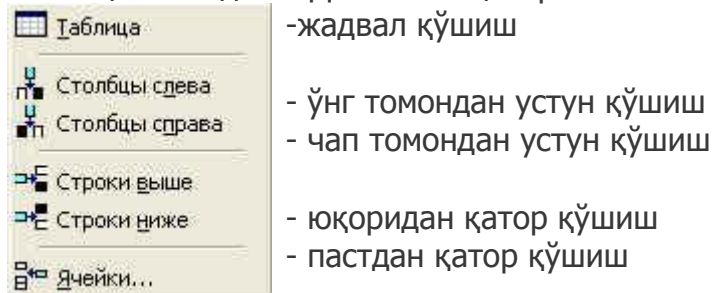 Таблица -жадвал қўшиш
Столбцы слева - ўнг томондан устун қўшиш
Столбцы справа - чап томондан устун қўшиш
Строки выше - юқоридан қатор қўшиш
Строки ниже - пастдан қатор қўшиш
Ячейки...